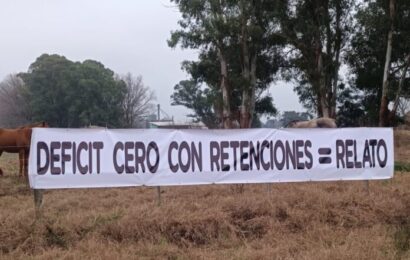 DEFICIT CERO CON RETENCIONES = RELATO